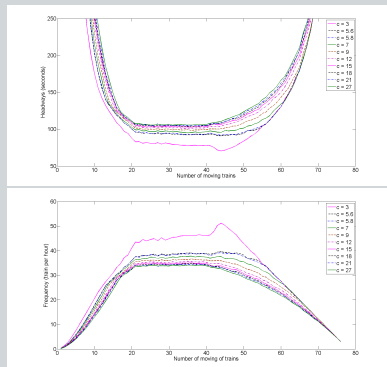 250
200
150
100
50
0
10
20
30
40
50
60
70
80
Headways (seconds)
Number of moving trains
c = 3
c = 5.6
c = 5.8
c = 7
c = 9
c = 12
c = 15
c = 18
c = 21
c = 27
60
50
40
30
20
10
0
0
10
20
30
40
50
60
70
80
Frequency (train per hour)
Number of moving of trains
c = 3
c = 5.6
c = 5.8
c = 7
c = 9
c = 12
c = 15
c = 18
c = 21
c = 27